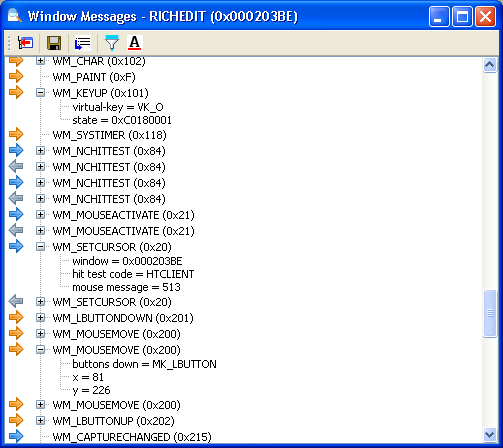 Window Messages - RICHEDIT (0x000203BE)
A
WM_CHAR (0x102)
WM_PAINT (0xF)
WM_KEYUP (0x101)
virtual-key = VK_O
state = 0xC0180001
WM_SYSTIMER (0x118)
WM_NCHITTEST (0x84)
WM_NCHITTEST (0x84)
WM_NCHITTEST (0x84)
WM_NCHITTEST (0x84)
WM_MOUSEACTIVATE (0x21)
WM_MOUSEACTIVATE (0x21)
WM_SETCURSOR (0x20)
window = 0x000203BE
hit test code = HTCLIENT
mouse message = 513
WM_SETCURSOR (0x20)
WM_LBUTTONDOWN (0x201)
WM_MOUSEMOVE (0x200)
WM_MOUSEMOVE (0x200)
buttons down = MK_LBUTTON
x = 81
y = 226
WM_MOUSEMOVE (0x200)
WM_LBUTTONUP (0x202)
WM_CAPTURECHANGED (0x215)